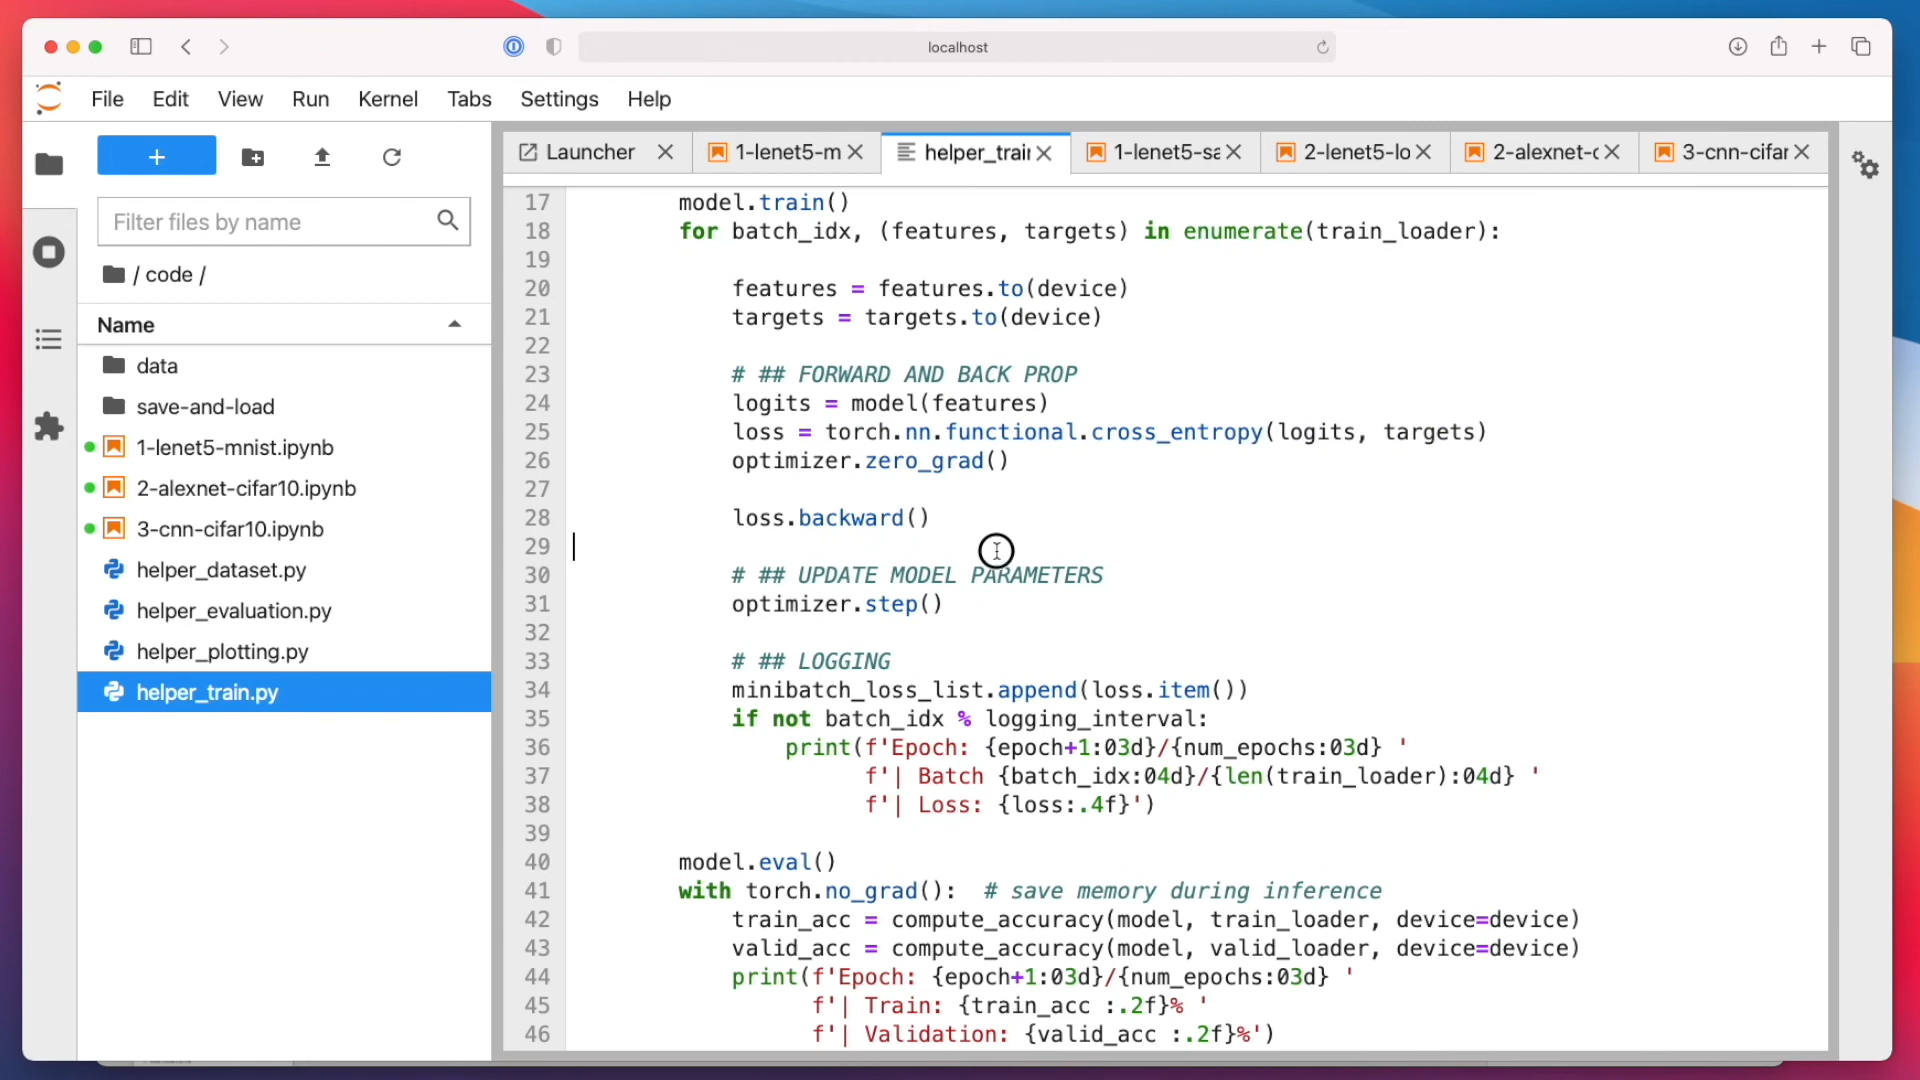 localhost
File Edit View Run Kernel Tabs Settings Help
+
Launcher
1-lenet5-m
helper_trai
1-lenet5-sa
2-lenet5-lo
2-alexnet-c
3-cnn-cifar
Filter files by name
/ code /
Name
data
save-and-load
1-lenet5-mnist.ipynb
2-alexnet-cifar10.ipynb
3-cnn-cifar10.ipynb
helper_dataset.py
helper_evaluation.py
helper_plotting.py
helper_train.py
17 model.train()
18 for batch_idx, (features, targets) in enumerate(train_loader):
19
20 features = features.to(device)
21 targets = targets.to(device)
22
23 # ## FORWARD AND BACK PROP
24 logits = model(features)
25 loss = torch.nn.functional.cross_entropy(logits, targets)
26 optimizer.zero_grad()
27
28 loss.backward()
29
30 # ## UPDATE MODEL PARAMETERS
31 optimizer.step()
32
33 # ## LOGGING
34 minibatch_loss_list.append(loss.item())
35 if not batch_idx % logging_interval:
36 print(f'Epoch: {epoch+1:03d}/{num_epochs:03d} '
37 f'| Batch {batch_idx:04d}/{len(train_loader):04d} '
38 f'| Loss: {loss:.4f}')
39
40 model.eval()
41 with torch.no_grad():  # save memory during inference
42 train_acc = compute_accuracy(model, train_loader, device=device)
43 valid_acc = compute_accuracy(model, valid_loader, device=device)
44 print(f'Epoch: {epoch+1:03d}/{num_epochs:03d} '
45 f'| Train: {train_acc :.2f}% '
46 f'| Validation: {valid_acc :.2f}%')